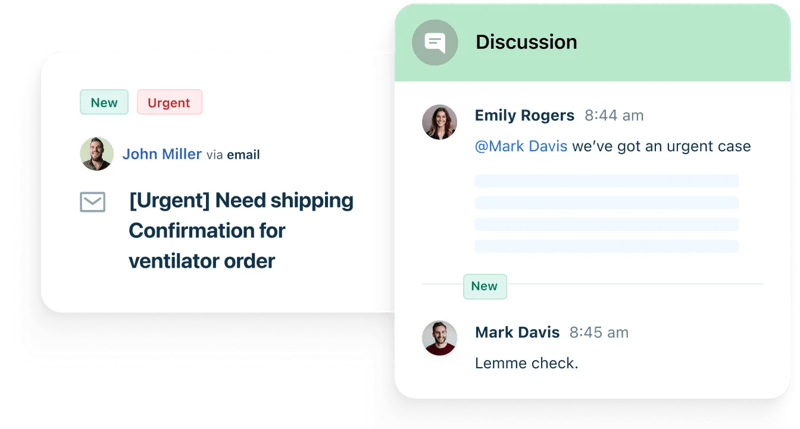 New
Urgent
John Miller via email
[Urgent] Need shipping
Confirmation for
ventilator order
Discussion
Emily Rogers 8:44 am
@Mark Davis we’ve got an urgent case
New
Mark Davis 8:45 am
Lemme check.